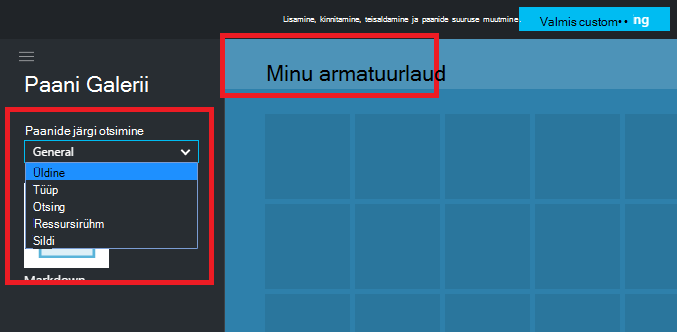 Lisamine, kinnitamine, teisaldamine ja paanide suuruse muutmine.
Valmis custom•• ng
Paani Galerii
Minu armatuurlaud
Paanide järgi otsimine
General
Üldine
Tüüp
Otsing
Ressursirühm
Sildi
Markdown